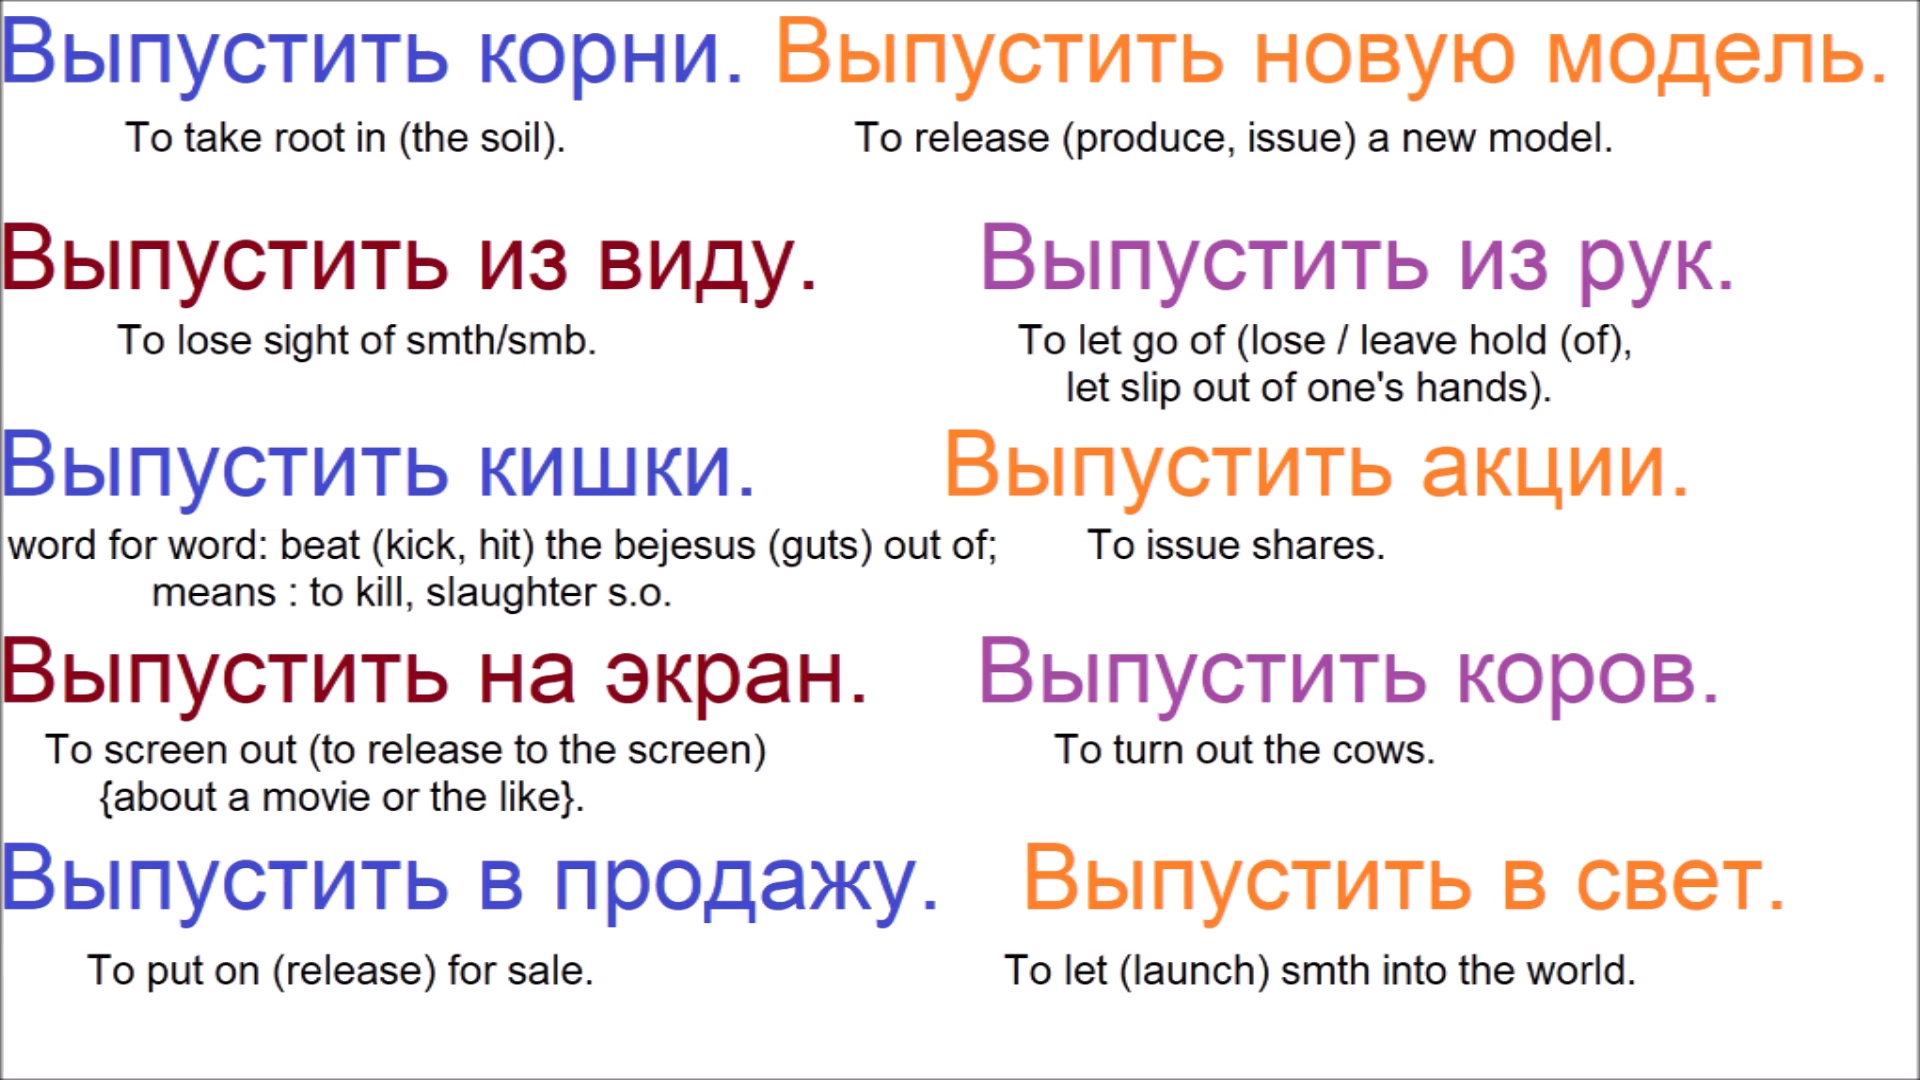 Выпустить корни. Выпустить новую модель.
To take root in (the soil). To release (produce, issue) a new model.
Выпустить из виду. Выпустить из рук.
To lose sight of smth/smb. To let go of (lose / leave hold (of),
let slip out of one's hands).
Выпустить кишки. Выпустить акции.
word for word: beat (kick, hit) the bejesus (guts) out of; To issue shares.
means : to kill, slaughter s.o.
Выпустить на экран. Выпустить коров.
To screen out (to release to the screen) To turn out the cows.
{about a movie or the like}.
Выпустить в продажу. Выпустить в свет.
To put on (release) for sale. To let (launch) smth into the world.